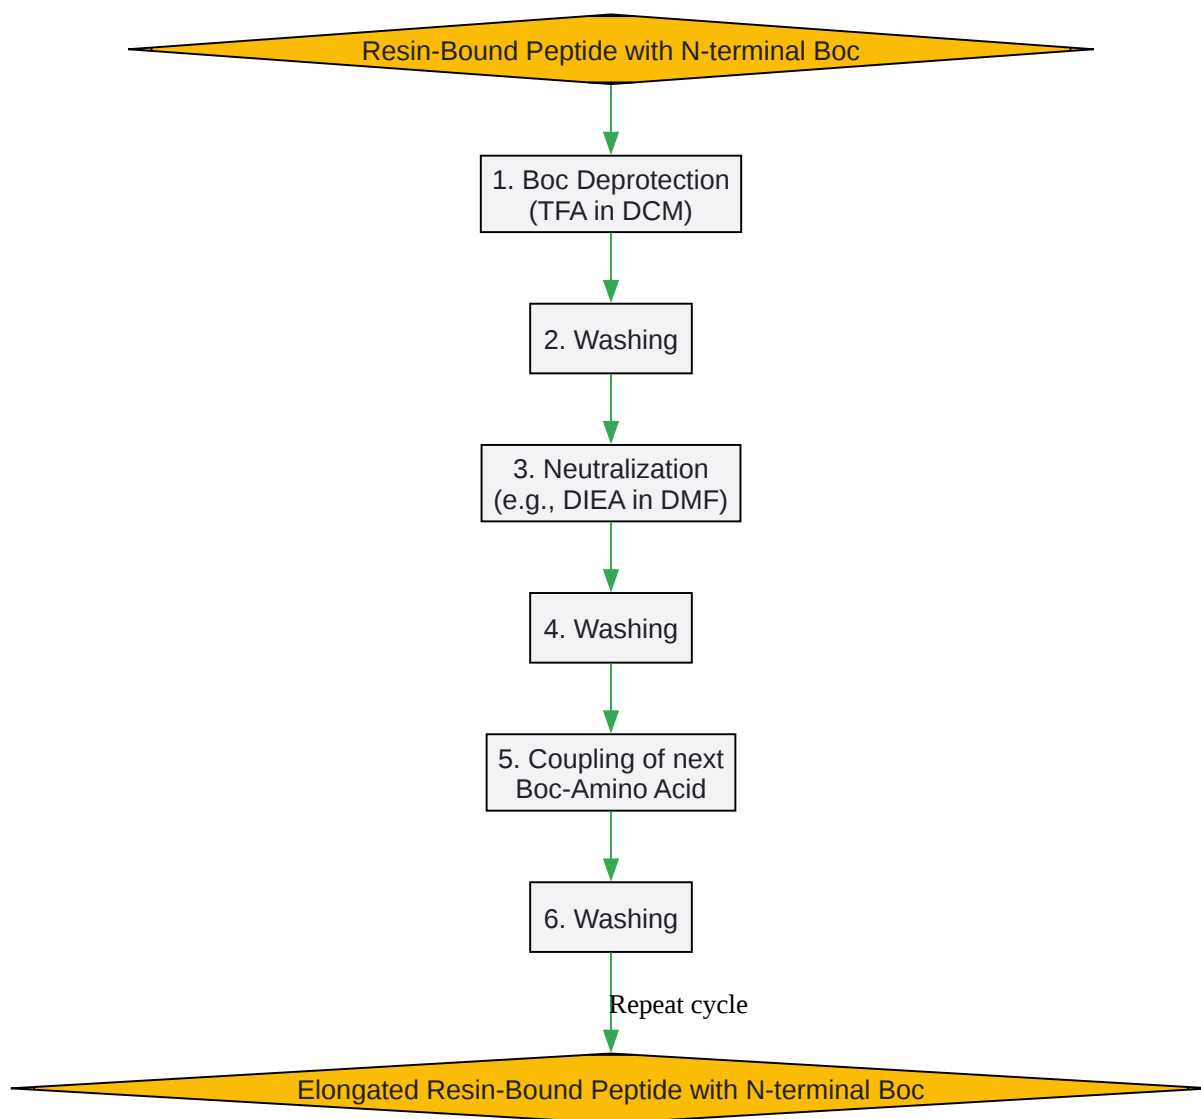 Resin-Bound Peptide with N-terminal Boc
1. Boc Deprotection
(TFA in DCM)
2. Washing
3. Neutralization
(e.g., DIEA in DMF)
4. Washing
5. Coupling of next
Boc-Amino Acid
6. Washing
Repeat cycle
Elongated Resin-Bound Peptide with N-terminal Boc